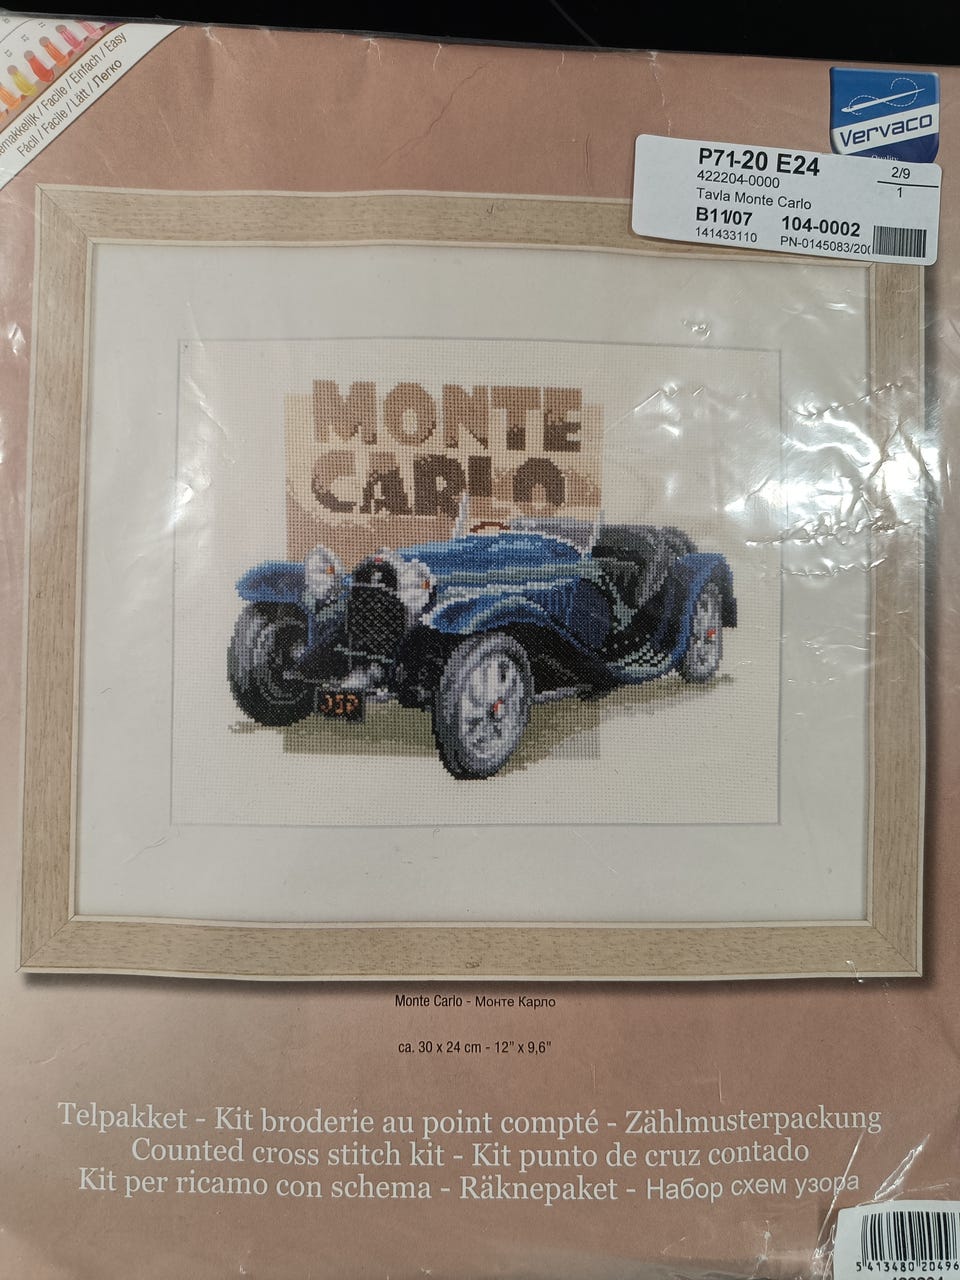 / Facile / Einfach / Easy
Fácil / Facile / Lätt / Легко
Vervaco
P71-20 E24
2/9
422204-0000
1
Tavla Monte Carlo
B11/07 104-0002
141433110
MONTE
CARLO
Monte Carlo - Монте Карло
ca. 30 x 24 cm - 12" x 9,6"
Telpakket - Kit broderie au point compté - Zählmusterpackung
Counted cross stitch kit - Kit punto de cruz contado
Kit per ricamo con schema - Räknepaket - Набор схем узора
5 413480 20496